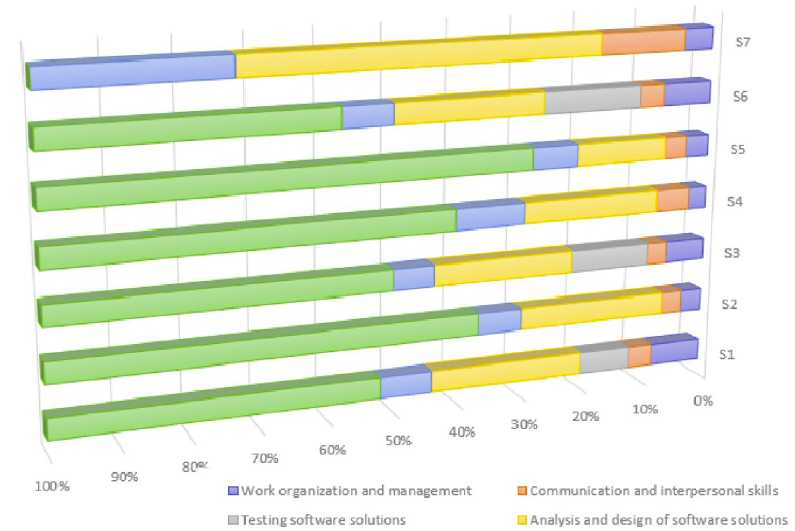 S7
S6
S5
S4
S3
S2
S1
100% 90% 80% 70% 60% 50% 40% 30% 20% 10% 0%
Work organization and management Communication and interpersonal skills
Testing software solutions Analysis and design of software solutions